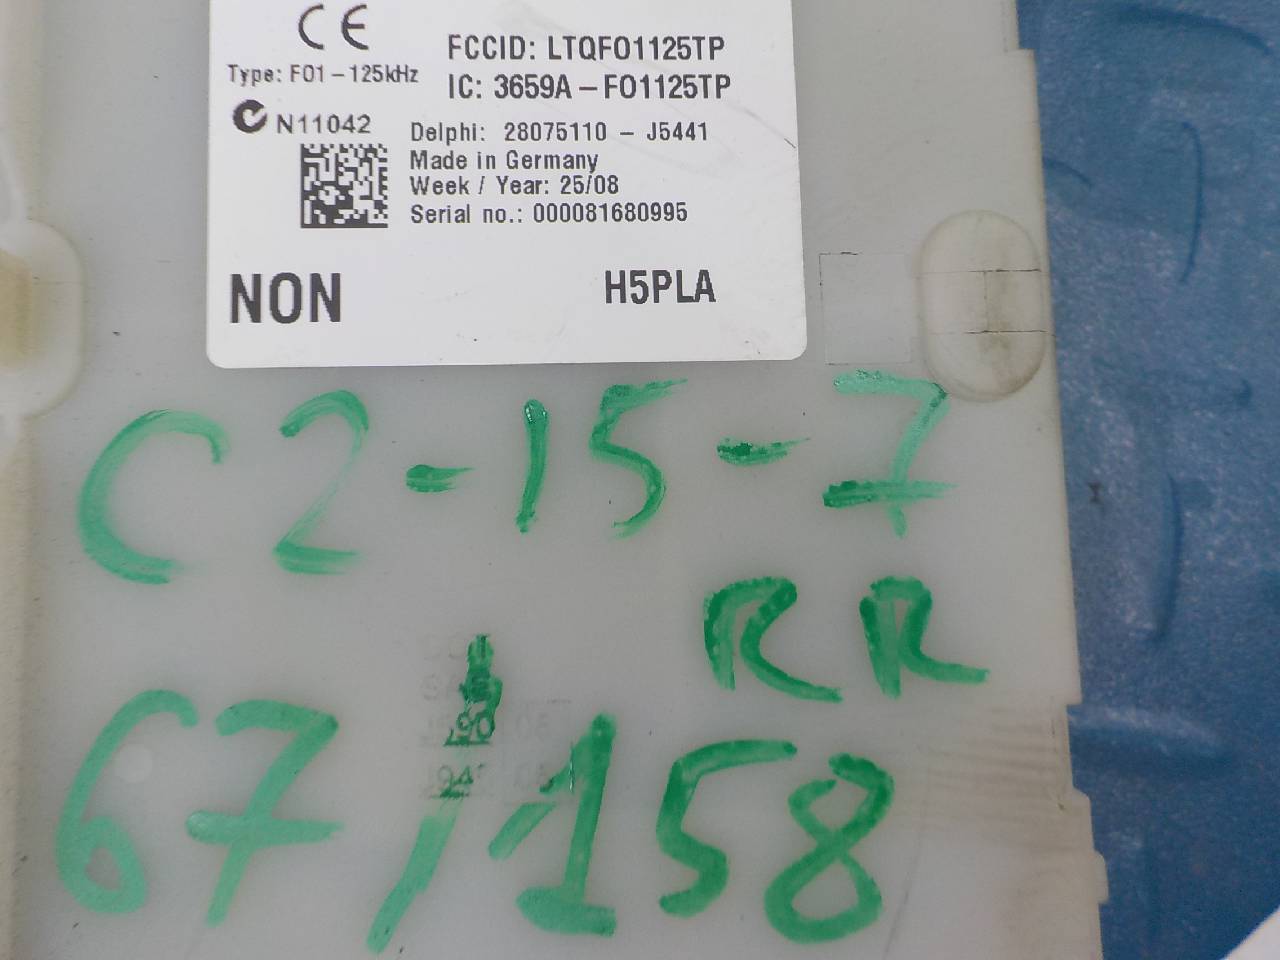 CE
FCCID: LTQFO1125TP
Type: FO1-125kHz
IC: 3659A-FO1125TP
N11042
Delphi: 28075110 - J5441
Made in Germany
Week / Year: 25/08
Serial no.: 000081680995
NON
H5PLA
C2-15-7
RR
67/158